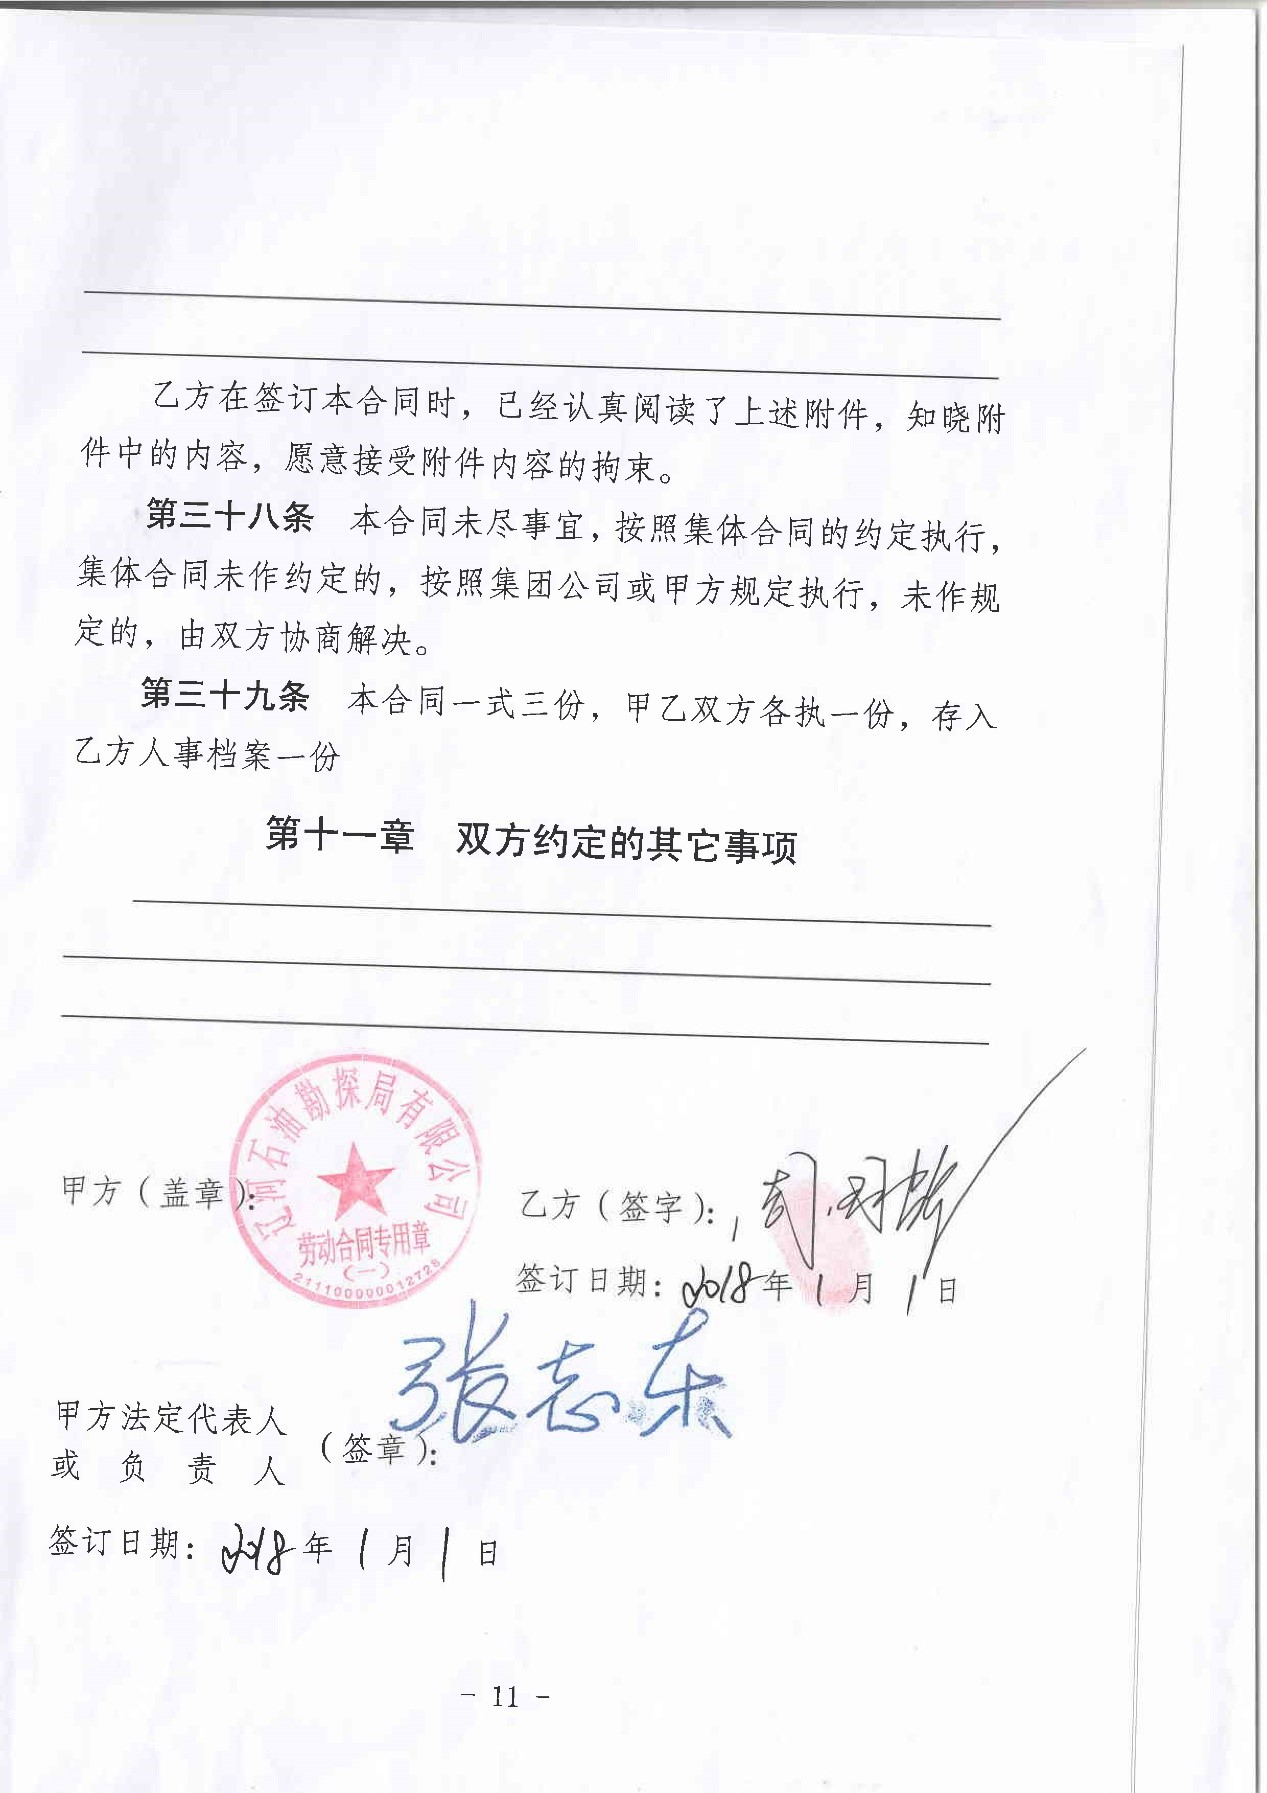 乙方在签订本合同时，已经认真阅读了上述附件，知晓附
件中的内容，愿意接受附件内容的拘束。
第三十八条 本合同未尽事宜，按照集体合同的约定执行，
集体合同未作约定的，按照集团公司或甲方规定执行，未作规
定的，由双方协商解决。
第三十九条 本合同一式三份，甲乙双方各执一份，存入
乙方人事档案一份
第十一章 双方约定的其它事项
辽河石油勘探局有限公司
劳动合同专用章
（一）
211100000012728
甲方（盖章）：
乙方（签字）：
签订日期：2018年1月1日
张志东
甲方法定代表人
或负责人
（签章）：
签订日期：2018年1月1日
- 11 -